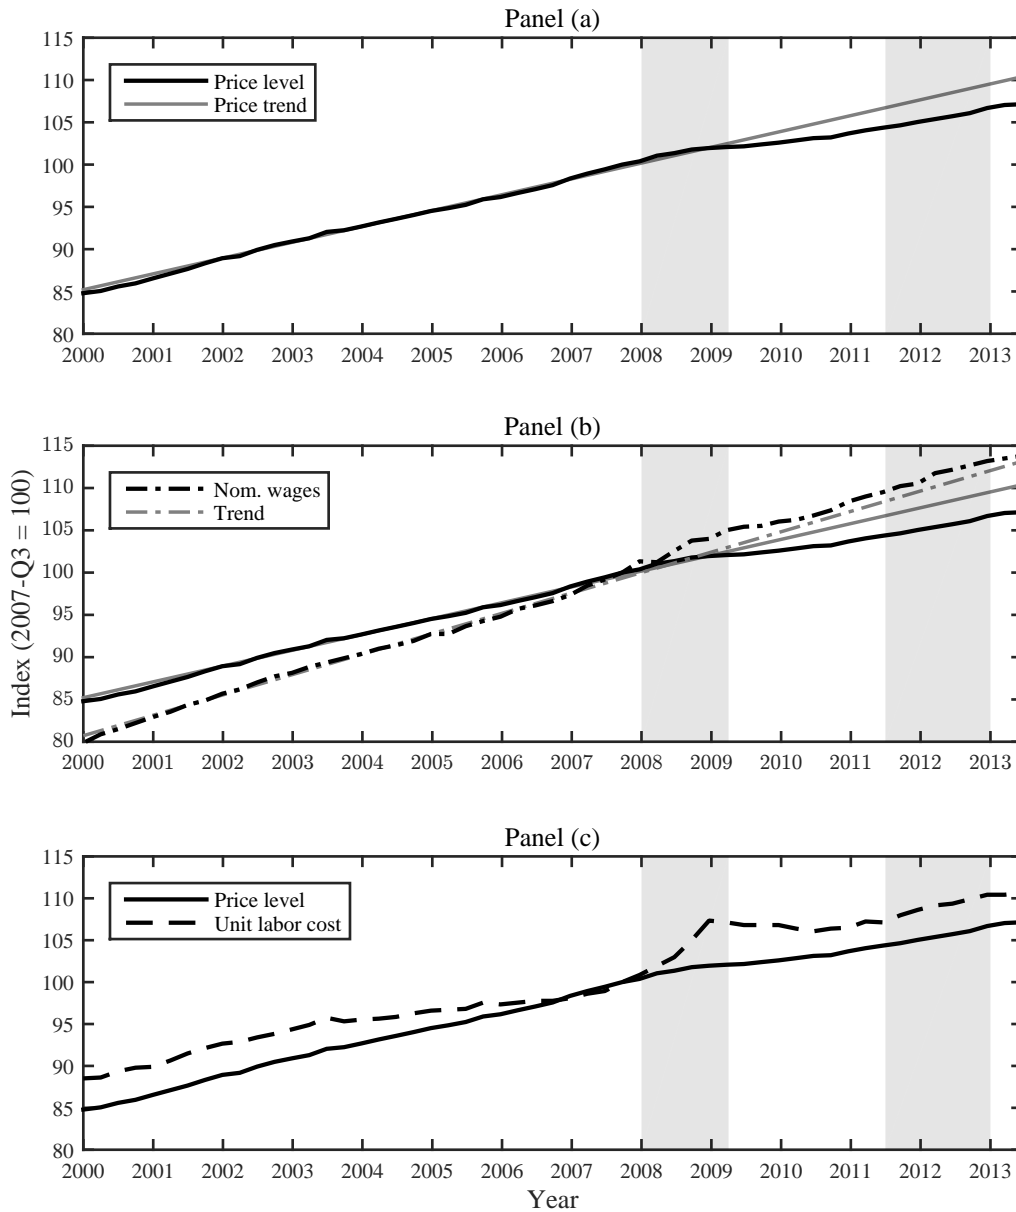 Panel (a)
115
110
105
100
95
90
85
80
Price level
Price trend
2000 2001 2002 2003 2004 2005 2006 2007 2008 2009 2010 2011 2012 2013
Panel (b)
Index (2007-Q3 = 100)
115
110
105
100
95
90
85
80
Nom. wages
Trend
2000 2001 2002 2003 2004 2005 2006 2007 2008 2009 2010 2011 2012 2013
Panel (c)
115
110
105
100
95
90
85
80
Price level
Unit labor cost
2000 2001 2002 2003 2004 2005 2006 2007 2008 2009 2010 2011 2012 2013
Year